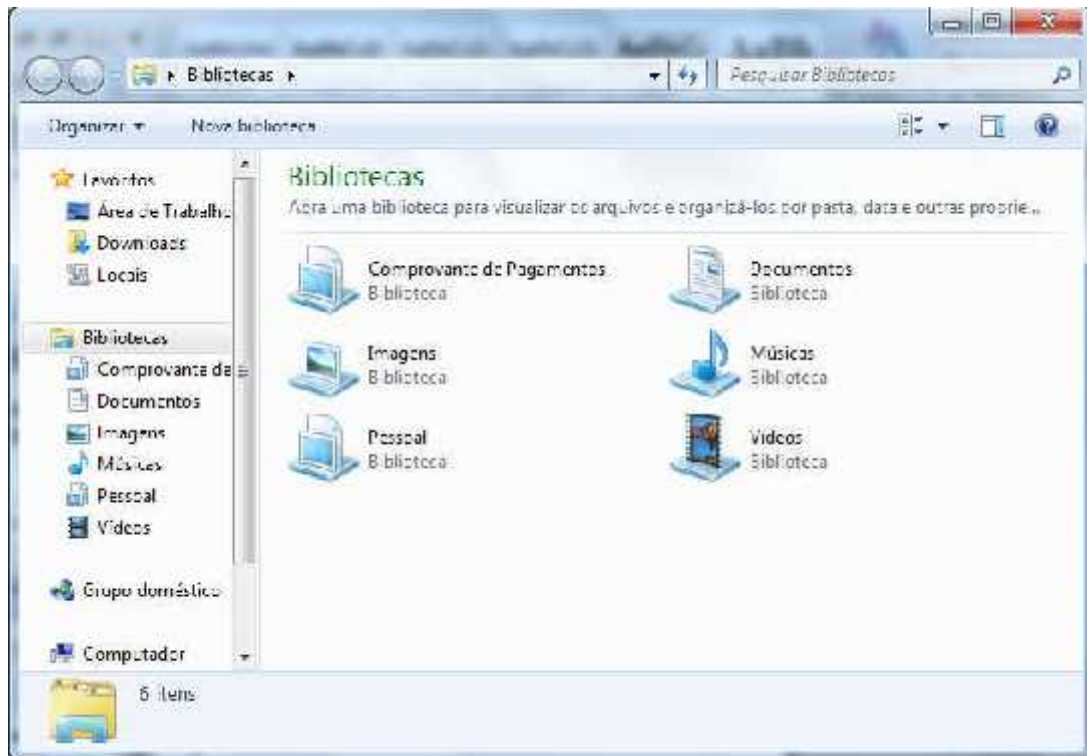 Bibliotecas
Pesquisar Bibliotecas
Organizar
Nova biblioteca
Favoritos
Área de Trabalho
Downloads
Locais
Bibliotecas
Comprovante de
Documentos
Imagens
Músicas
Pessoal
Vídeos
Grupo doméstico
Computador
Bibliotecas
Abra uma biblioteca para visualizar os arquivos e organizá-los por pasta, data e outras proprie...
Comprovante de Pagamentos
Biblioteca
Documentos
Biblioteca
Imagens
Biblioteca
Músicas
Biblioteca
Pessoal
Biblioteca
Vídeos
Biblioteca
6 itens